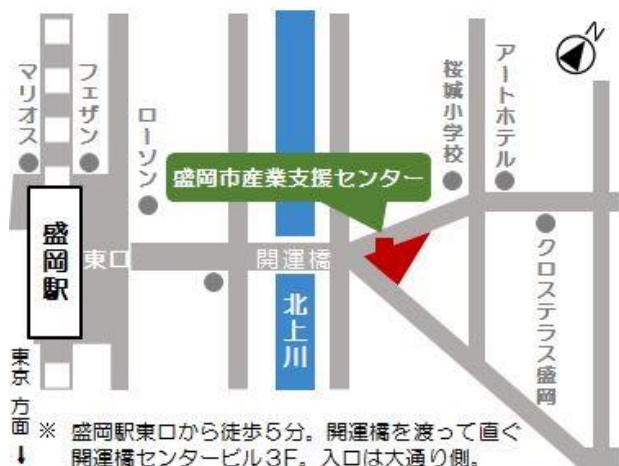 N
マリオス
フェザン
ローソン
桜城小学校
アートホテル
盛岡市産業支援センター
盛岡駅
東口
開運橋
北上川
クロステラス盛岡
東京方面↓
※ 盛岡駅東口から徒歩5分。開運橋を渡って直ぐ
開運橋センタービル3F。入口は大通り側。